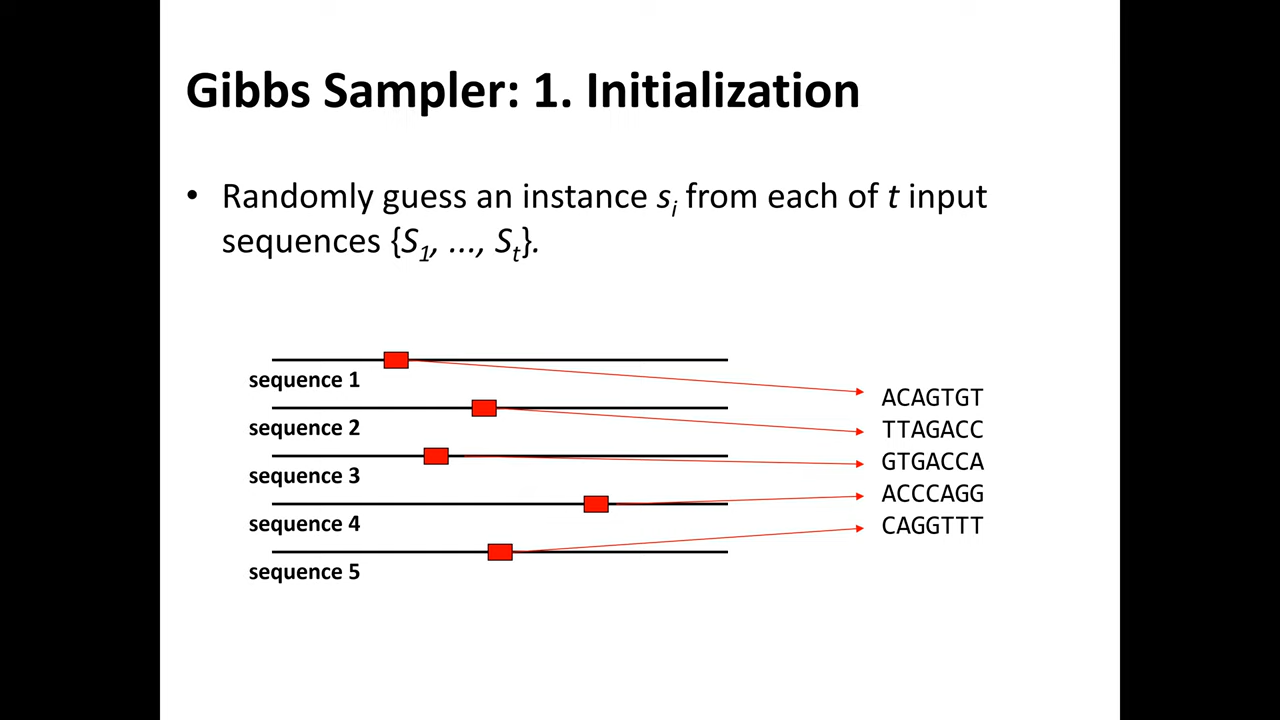 Gibbs Sampler: 1. Initialization
• Randomly guess an instance si from each of t input
sequences {S1, ..., St}.
sequence 1
sequence 2
sequence 3
sequence 4
sequence 5
ACAGTGT
TTAGACC
GTGACCA
ACCCAGG
CAGGTTT